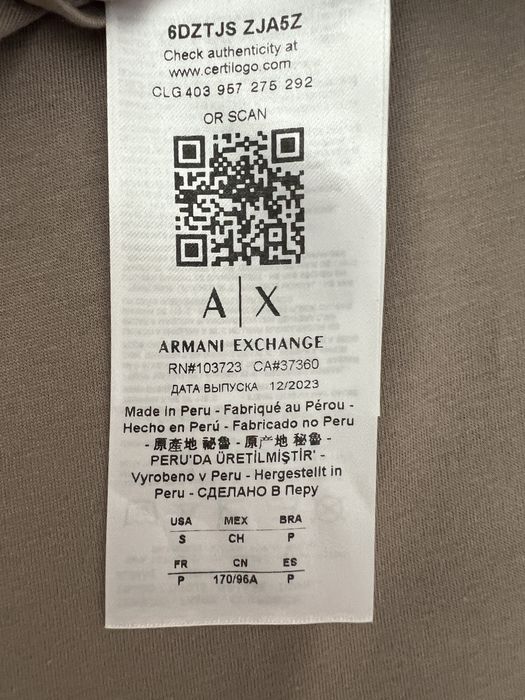 6DZTJS ZJA5Z
Check authenticity at
www.certilogo.com
CLG 403 957 275 292
OR SCAN
A|X
ARMANI EXCHANGE
RN#103723 CA#37360
ДАТА ВЫПУСКА 12/2023
Made in Peru - Fabriqué au Pérou -
Hecho en Perú - Fabricado no Peru
- 原產地 祕魯 - 原产地 秘魯 -
PERU'DA ÜRETİLMİŞTİR' -
Vyrobeno v Peru - Hergestellt in
Peru - СДЕЛАНО В Перу
USA MEX BRA
S CH P
FR CN ES
P 170/96A P